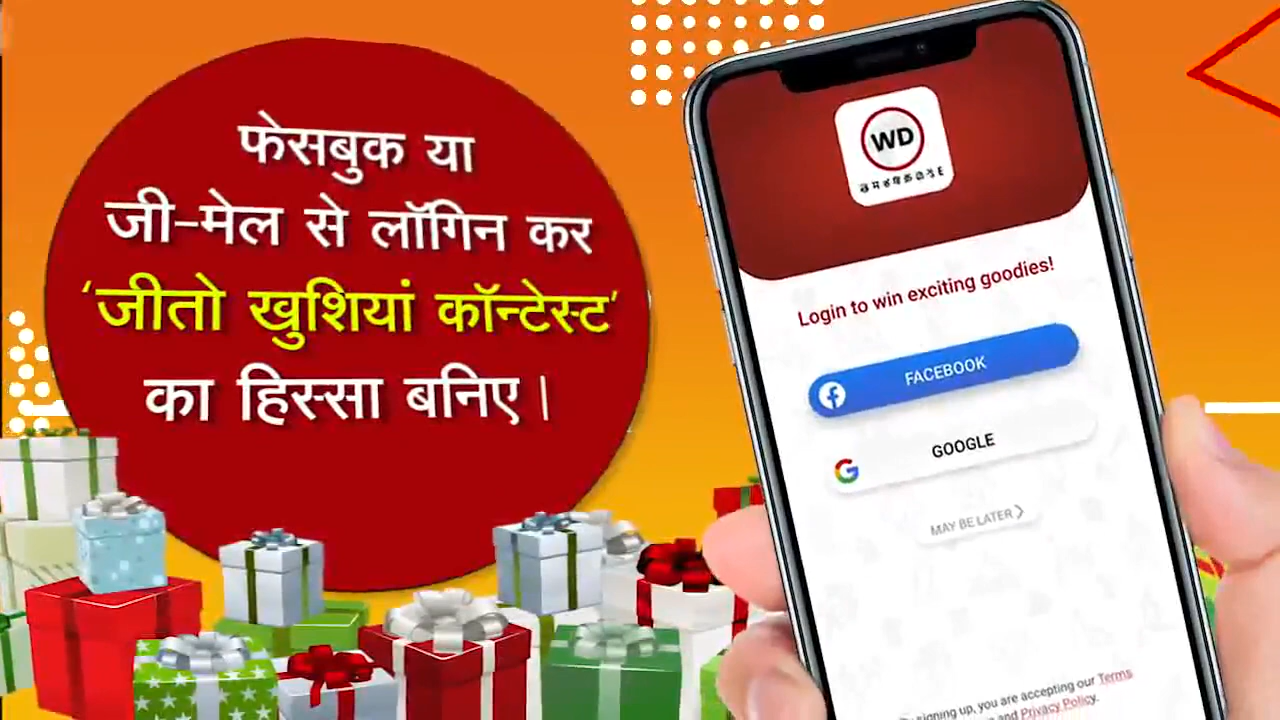 फेसबुक या
जी-मेल से लॉगिन कर
‘जीतो खुशियां कॉन्टेस्ट’
का हिस्सा बनिए।
WD
Login to win exciting goodies!
FACEBOOK
GOOGLE
MAY BE LATER
signing up, you are accepting our Terms
and Privacy Policy.